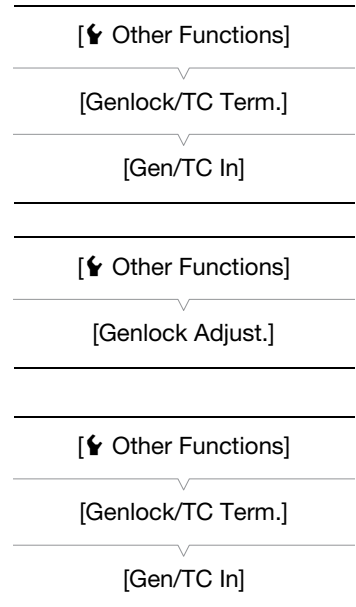 [ Other Functions]
[Genlock/TC Term.]
[Gen/TC In]
[ Other Functions]
[Genlock Adjust.]
[ Other Functions]
[Genlock/TC Term.]
[Gen/TC In]